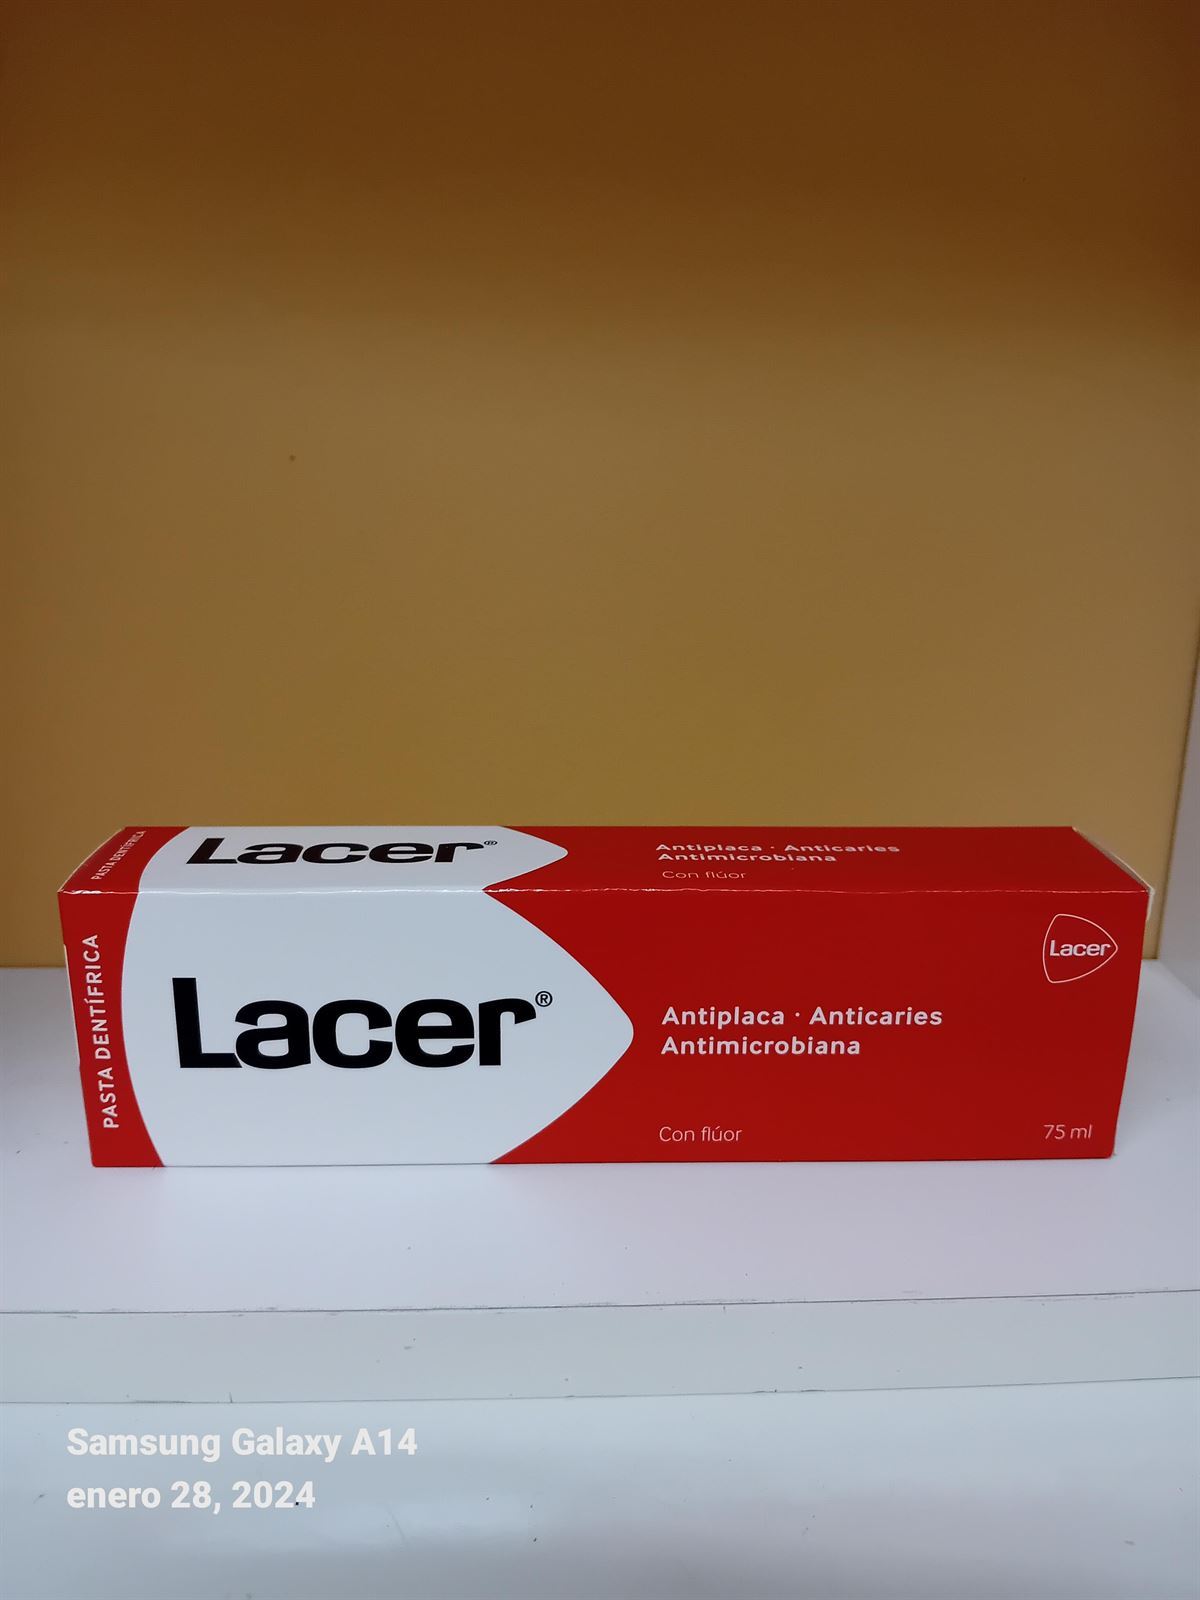 PASTA DENTÍFRICA
Lacer®
Antiplaca · Anticaries
Antimicrobiana
Con flúor
PASTA DENTÍFRICA
Lacer®
Antiplaca · Anticaries
Antimicrobiana
Con flúor
Lacer
75 ml
Samsung Galaxy A14
enero 28, 2024